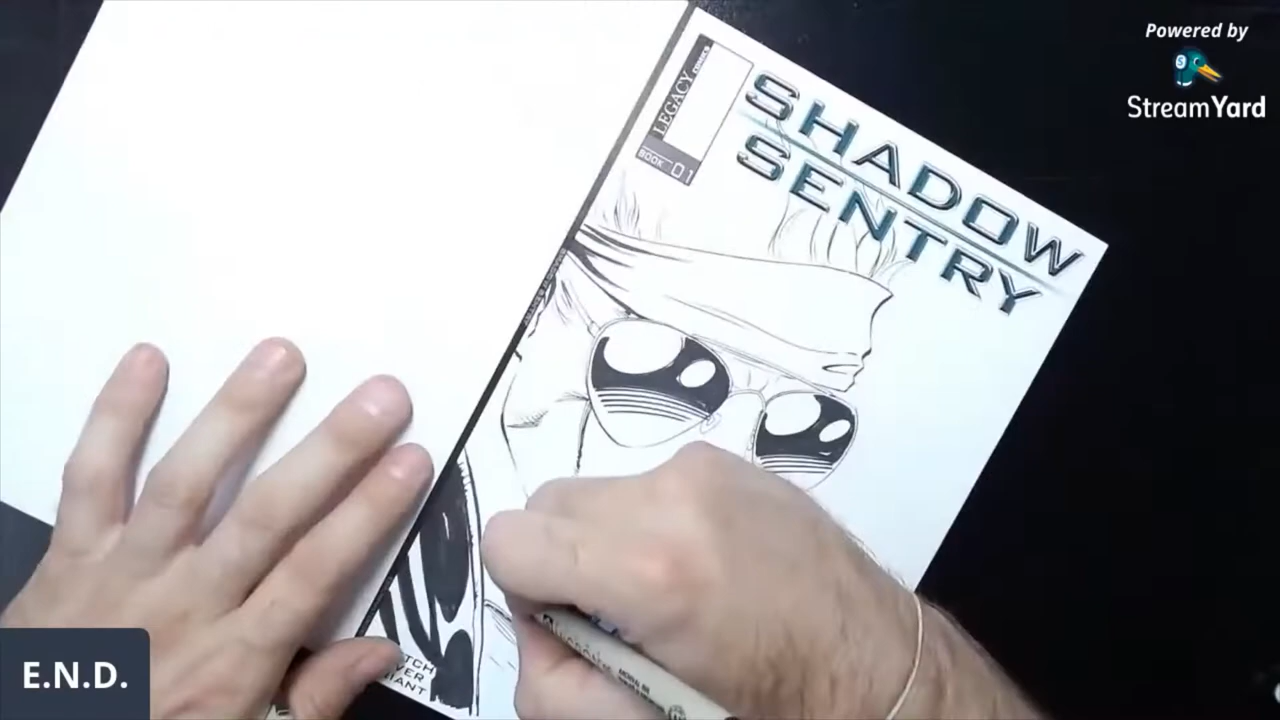 Powered by
StreamYard
LEGACY COMICS
BOOK 01
SHADOW
SENTRY
E.N.D.